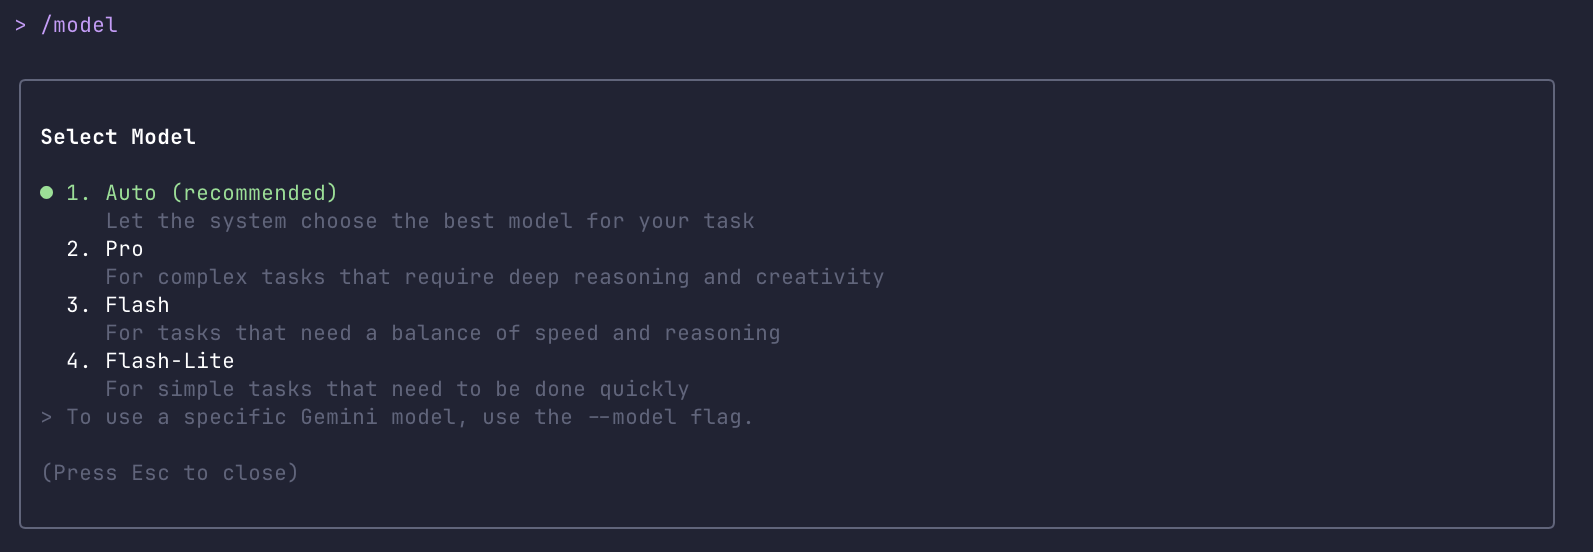 > /model
Select Model
● 1. Auto (recommended)
Let the system choose the best model for your task
2. Pro
For complex tasks that require deep reasoning and creativity
3. Flash
For tasks that need a balance of speed and reasoning
4. Flash-Lite
For simple tasks that need to be done quickly
> To use a specific Gemini model, use the --model flag.
(Press Esc to close)